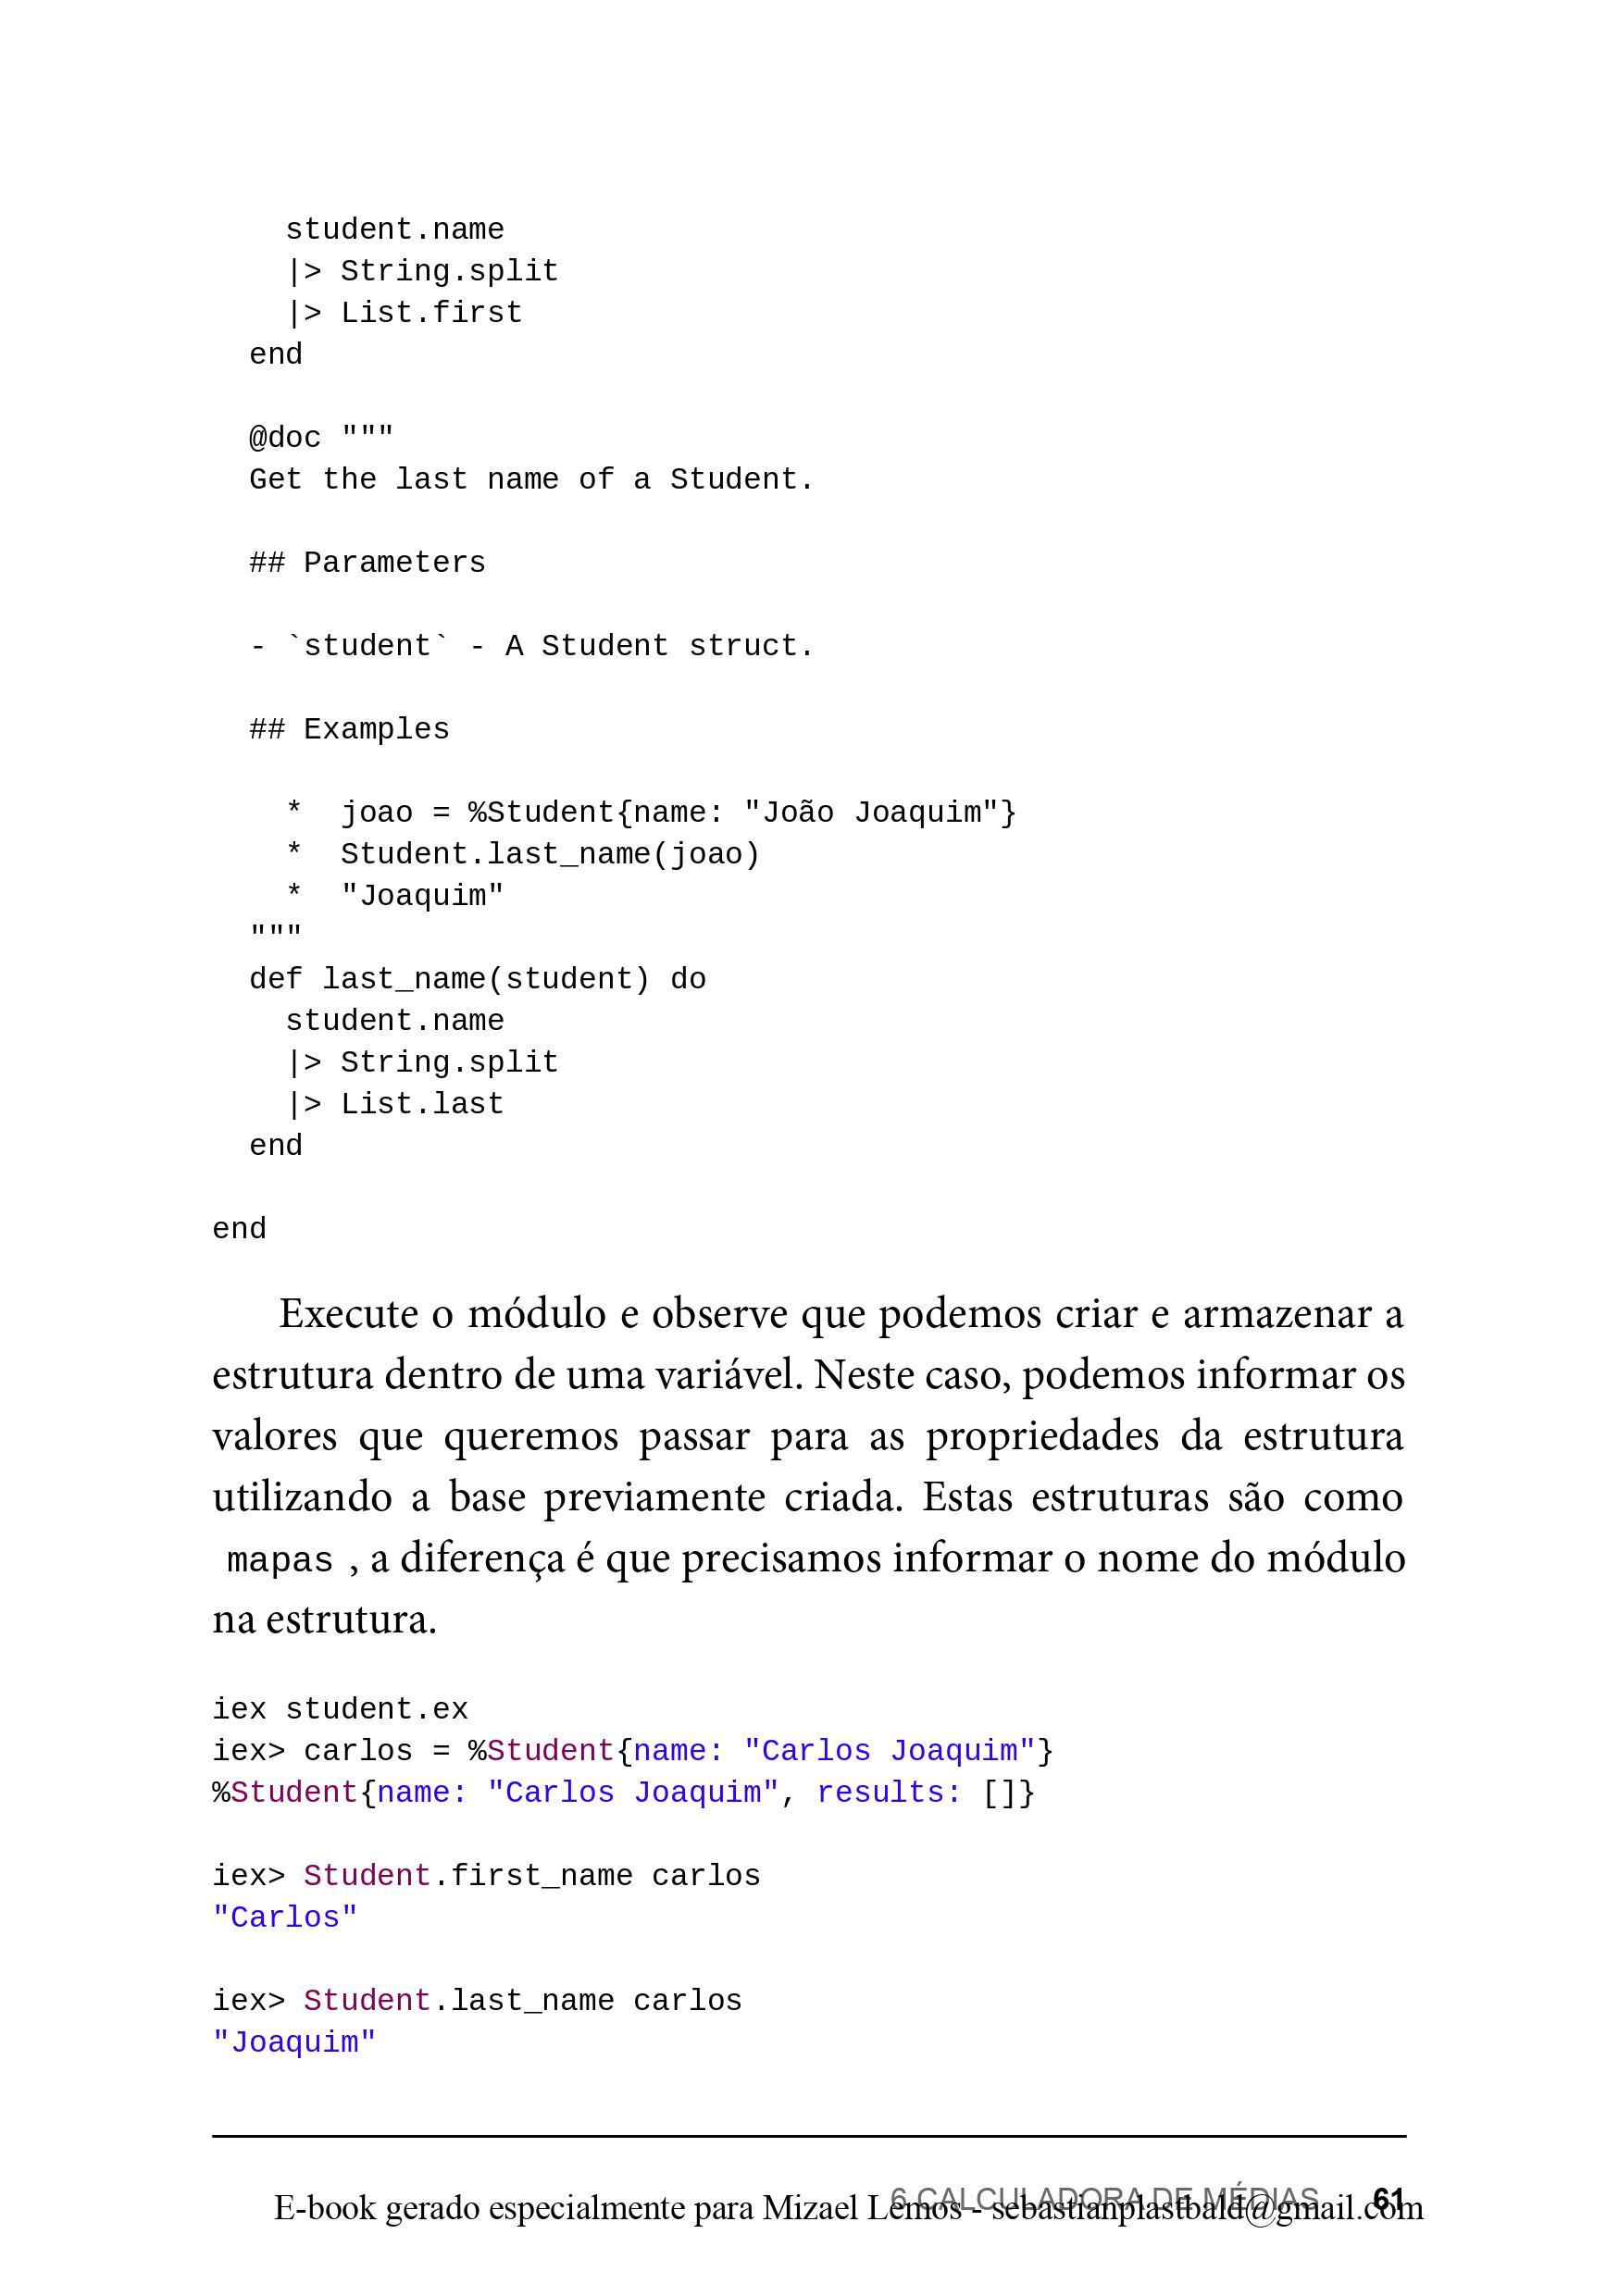 student.name
    |> String.split
    |> List.first
  end

  @doc """
  Get the last name of a Student.

  ## Parameters

  - `student` - A Student struct.

  ## Examples

    *  joao = %Student{name: "João Joaquim"}
    *  Student.last_name(joao)
    *  "Joaquim"
  """
  def last_name(student) do
    student.name
    |> String.split
    |> List.last
  end

end

Execute o módulo e observe que podemos criar e armazenar a
estrutura dentro de uma variável. Neste caso, podemos informar os
valores que queremos passar para as propriedades da estrutura
utilizando a base previamente criada. Estas estruturas são como
mapas , a diferença é que precisamos informar o nome do módulo
na estrutura.

iex student.ex
iex> carlos = %Student{name: "Carlos Joaquim"}
%Student{name: "Carlos Joaquim", results: []}

iex> Student.first_name carlos
"Carlos"

iex> Student.last_name carlos
"Joaquim"

6 CALCULADORA DE MÉDIAS 61
E-book gerado especialmente para Mizael Lemos - sebastianplastbald@gmail.com